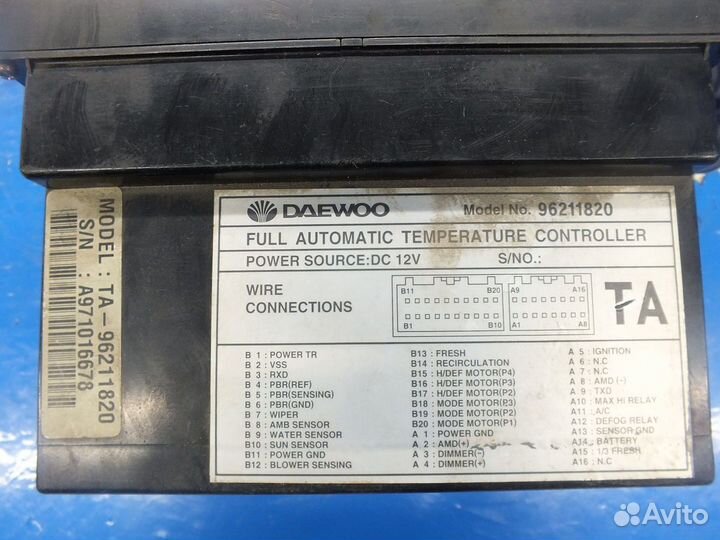 MODEL : TA-96211820
S/N : A971016678
DAEWOO Model No. 96211820
FULL AUTOMATIC TEMPERATURE CONTROLLER
POWER SOURCE:DC 12V S/NO.:
WIRE CONNECTIONS
B11 B20 A9 A16
B1 B10 A1 A8
TA
B 1 : POWER TR
B 2 : VSS
B 3 : RXD
B 4 : PBR(REF)
B 5 : PBR(SENSING)
B 6 : PBR(GND)
B 7 : WIPER
B 8 : AMB SENSOR
B 9 : WATER SENSOR
B10 : SUN SENSOR
B11 : POWER GND
B12 : BLOWER SENSING
B13 : FRESH
B14 : RECIRCULATION
B15 : H/DEF MOTOR(P4)
B16 : H/DEF MOTOR(P3)
B17 : H/DEF MOTOR(P2)
B18 : MODE MOTOR(P3)
B19 : MODE MOTOR(P2)
B20 : MODE MOTOR(P1)
A 1 : POWER GND
A 2 : AMD(+)
A 3 : DIMMER(-)
A 4 : DIMMER(+)
A 5 : IGNITION
A 6 : N.C
A 7 : N.C
A 8 : AMD (-)
A 9 : TXD
A10 : MAX HI RELAY
A11 : A/C
A12 : DEFOG RELAY
A13 : SENSOR GND
A14 : BATTERY
A15 : 1/3 FRESH
A16 : N.C
Avito